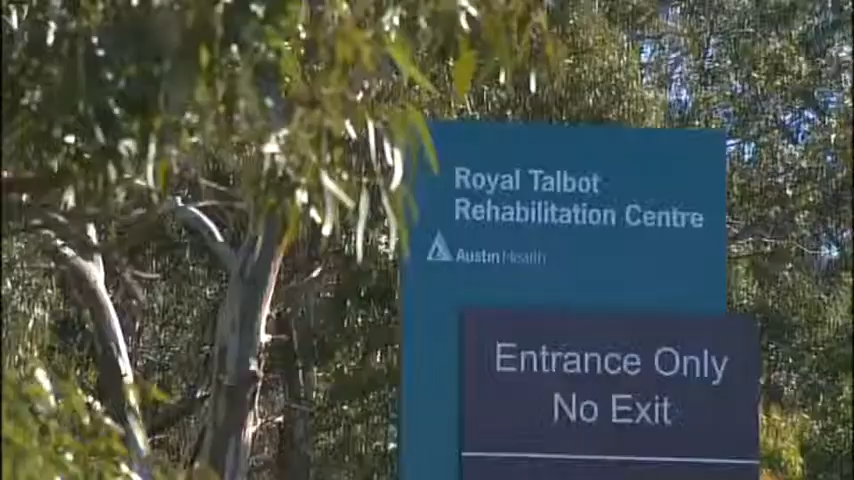 Royal Talbot
Rehabilitation Centre
Austin Health
Entrance Only
No Exit